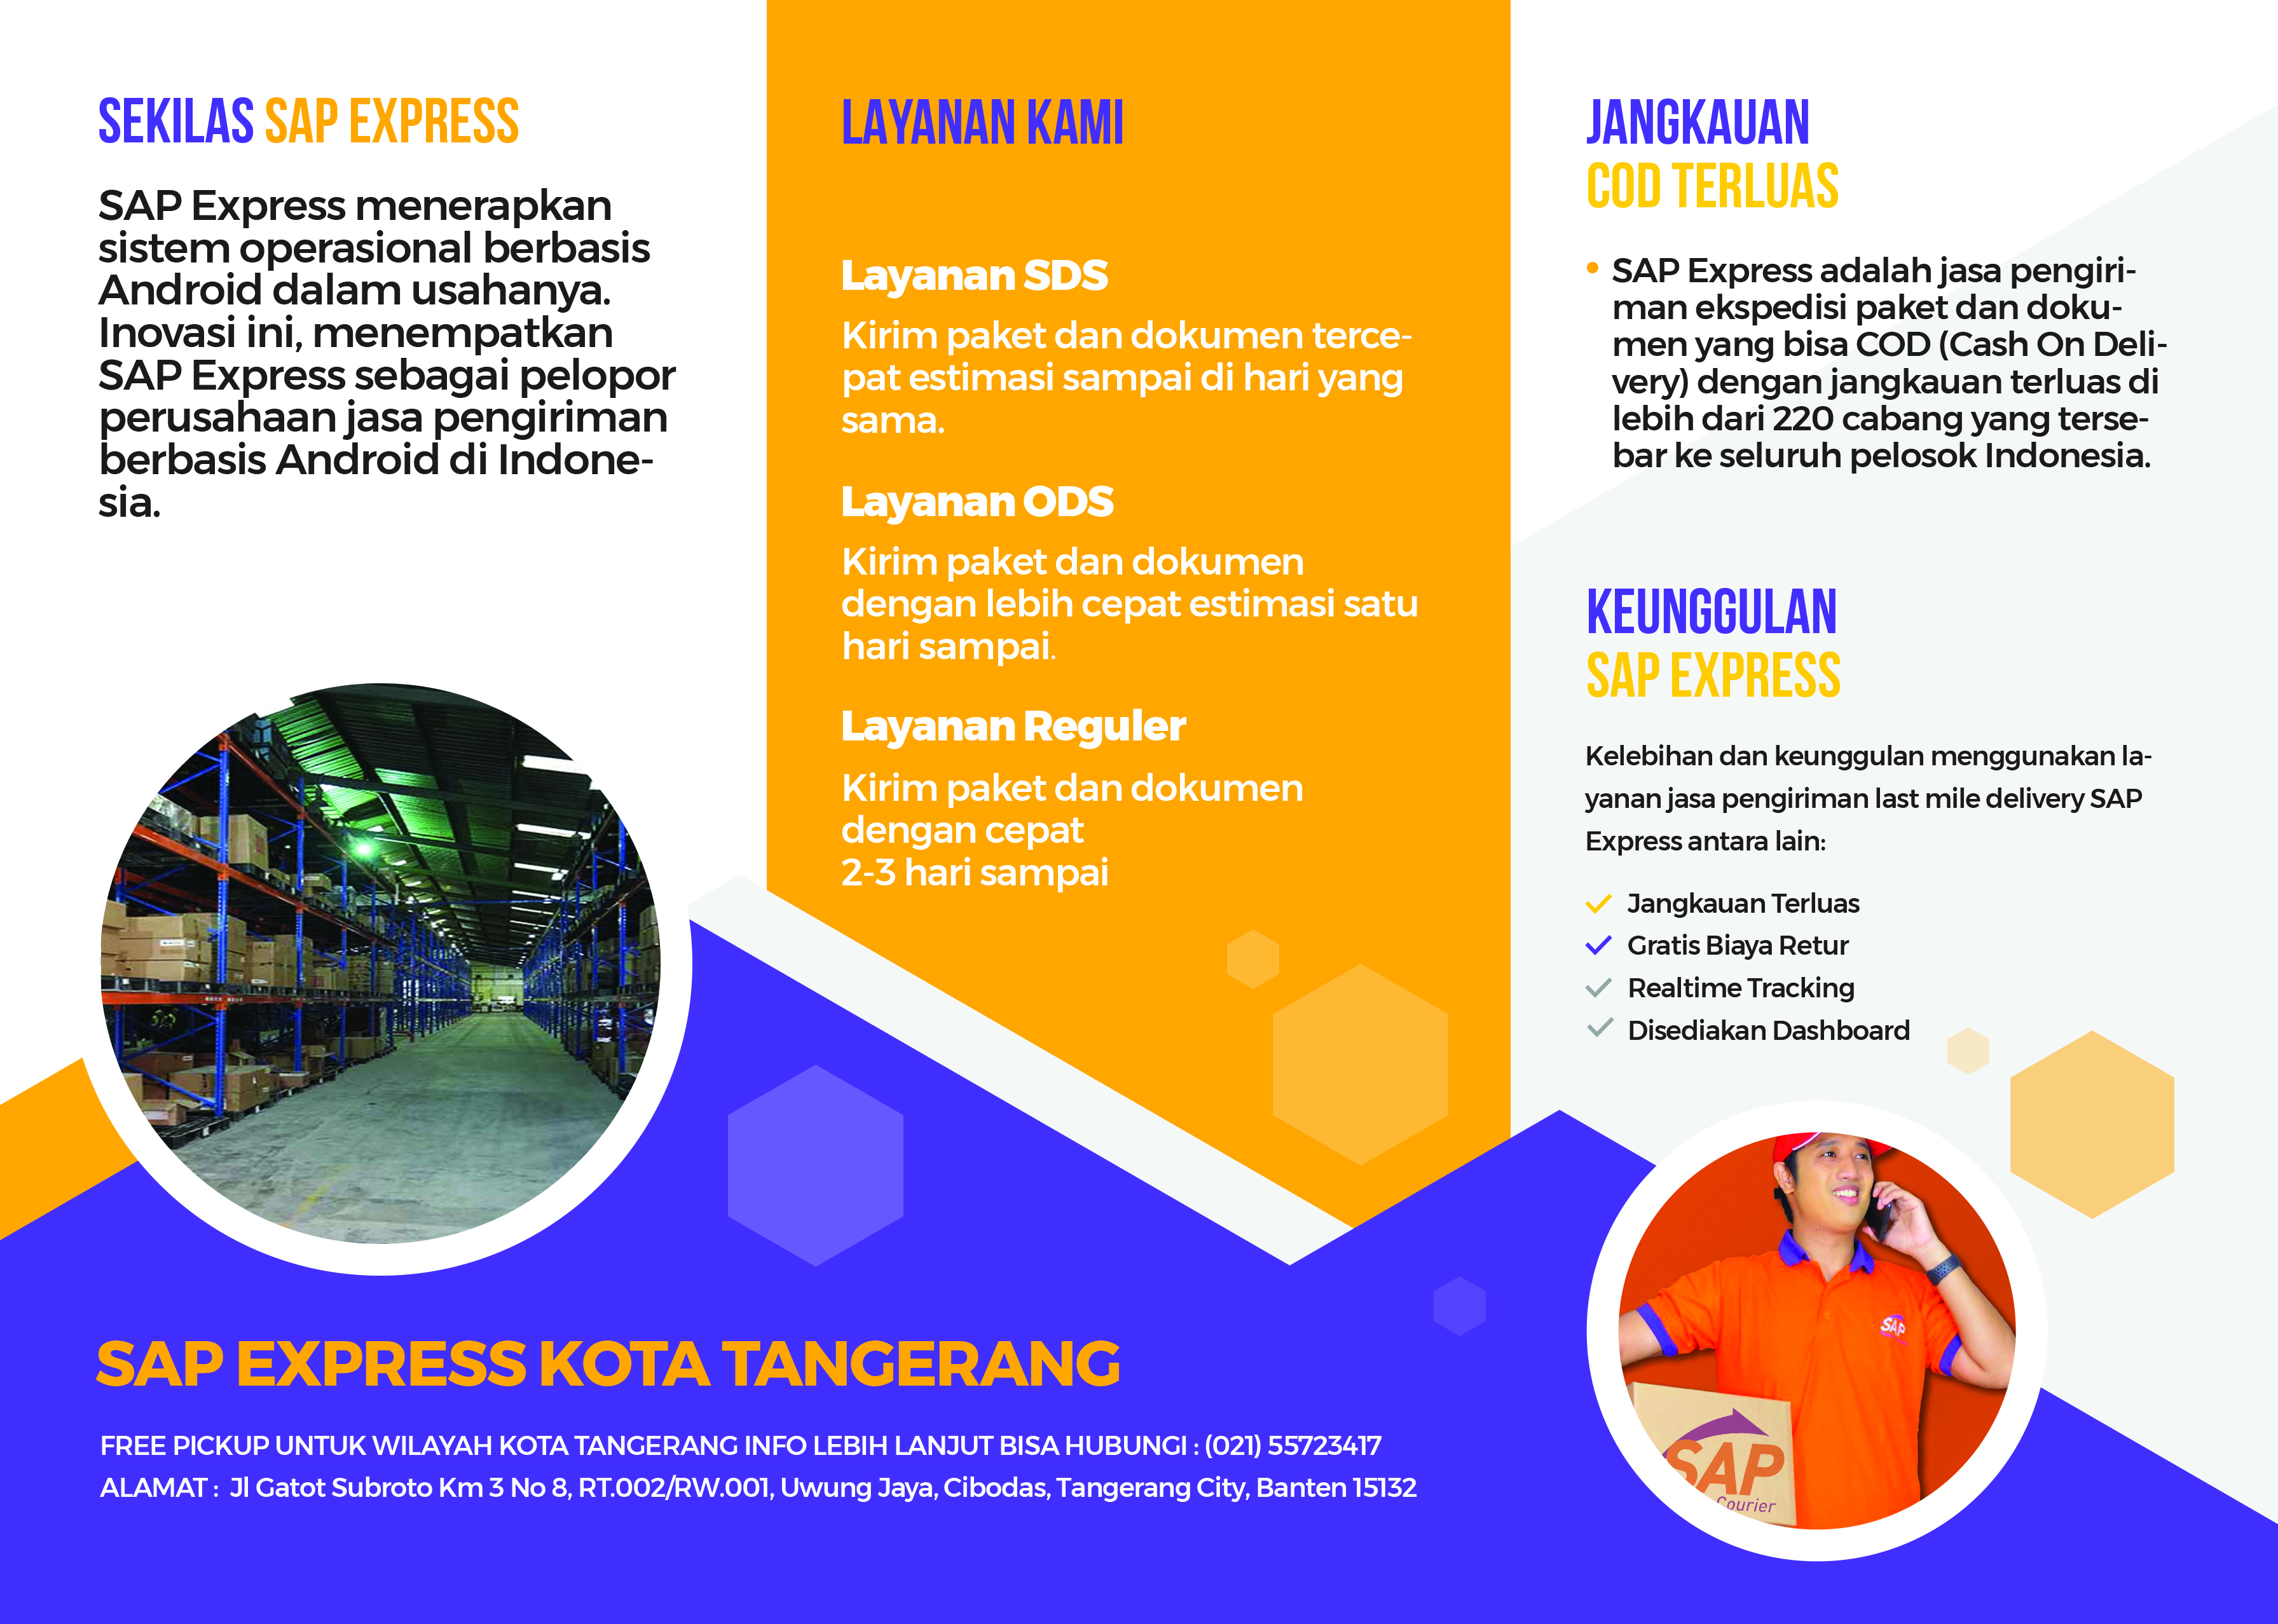 SEKILAS SAP EXPRESS
SAP Express menerapkan
sistem operasional berbasis
Android dalam usahanya.
Inovasi ini, menempatkan
SAP Express sebagai pelopor
perusahaan jasa pengiriman
berbasis Android di Indone-
sia.
LAYANAN KAMI
Layanan SDS
Kirim paket dan dokumen terce-
pat estimasi sampai di hari yang
sama.
Layanan ODS
Kirim paket dan dokumen
dengan lebih cepat estimasi satu
hari sampai.
Layanan Reguler
Kirim paket dan dokumen
dengan cepat
2-3 hari sampai
JANGKAUAN
COD TERLUAS
• SAP Express adalah jasa pengiri-
man ekspedisi paket dan doku-
men yang bisa COD (Cash On Deli-
very) dengan jangkauan terluas di
lebih dari 220 cabang yang terse-
bar ke seluruh pelosok Indonesia.
KEUNGGULAN
SAP EXPRESS
Kelebihan dan keunggulan menggunakan la-
yanan jasa pengiriman last mile delivery SAP
Express antara lain:
Jangkauan Terluas
Gratis Biaya Retur
Realtime Tracking
Disediakan Dashboard
SAP
SAP
Courier
SAP EXPRESS KOTA TANGERANG
FREE PICKUP UNTUK WILAYAH KOTA TANGERANG INFO LEBIH LANJUT BISA HUBUNGI : (021) 55723417
ALAMAT : Jl Gatot Subroto Km 3 No 8, RT.002/RW.001, Uwung Jaya, Cibodas, Tangerang City, Banten 15132